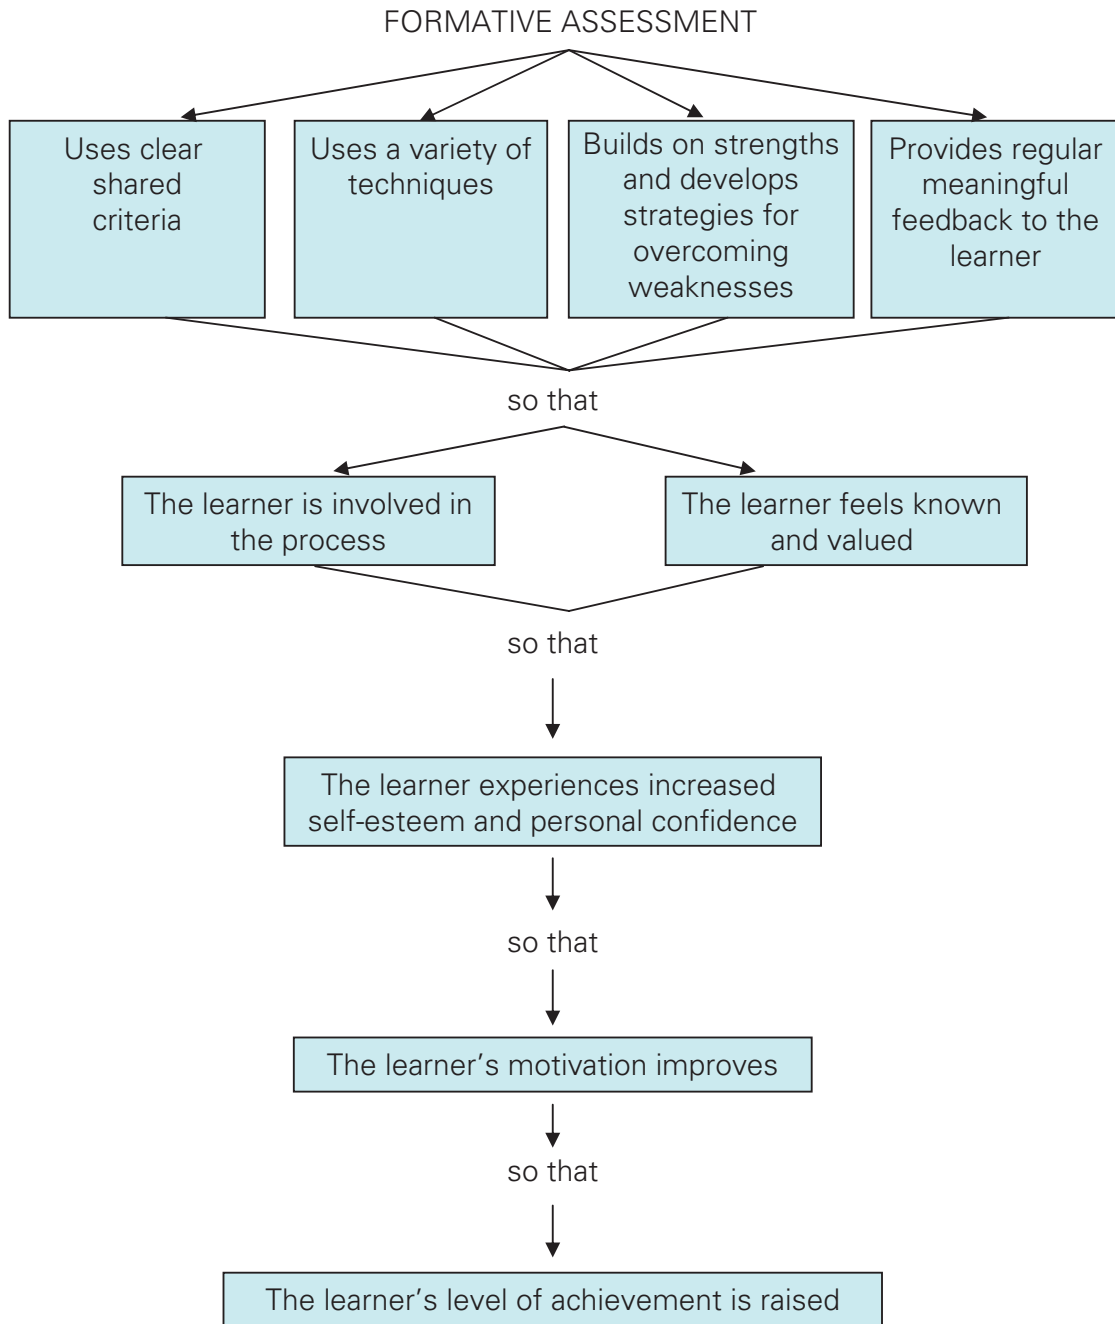 FORMATIVE ASSESSMENT
Uses clear
shared
criteria
Uses a variety of
techniques
Builds on strengths
and develops
strategies for
overcoming
weaknesses
Provides regular
meaningful
feedback to the
learner
so that
The learner is involved in
the process
The learner feels known
and valued
so that
The learner experiences increased
self-esteem and personal confidence
so that
The learner’s motivation improves
so that
The learner’s level of achievement is raised